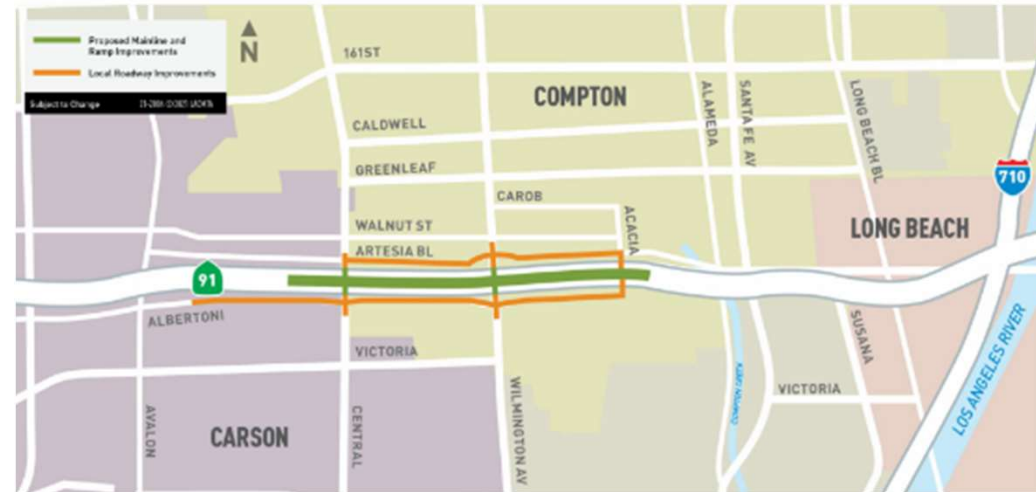 Proposed Mainline and
Ramp Improvements
Local Roadway Improvements
Subject to Change
N
161ST
COMPTON
CALDWELL
GREENLEAF
CAROB
WALNUT ST
ARTESIA BL
ACACIA
ALAMEDA
SANTA FE AV
LONG BEACH BL
710
LONG BEACH
91
ALBERTONI
VICTORIA
AVALON
CARSON
CENTRAL
WILMINGTON AV
VICTORIA
SUSANA
LOS ANGELES RIVER